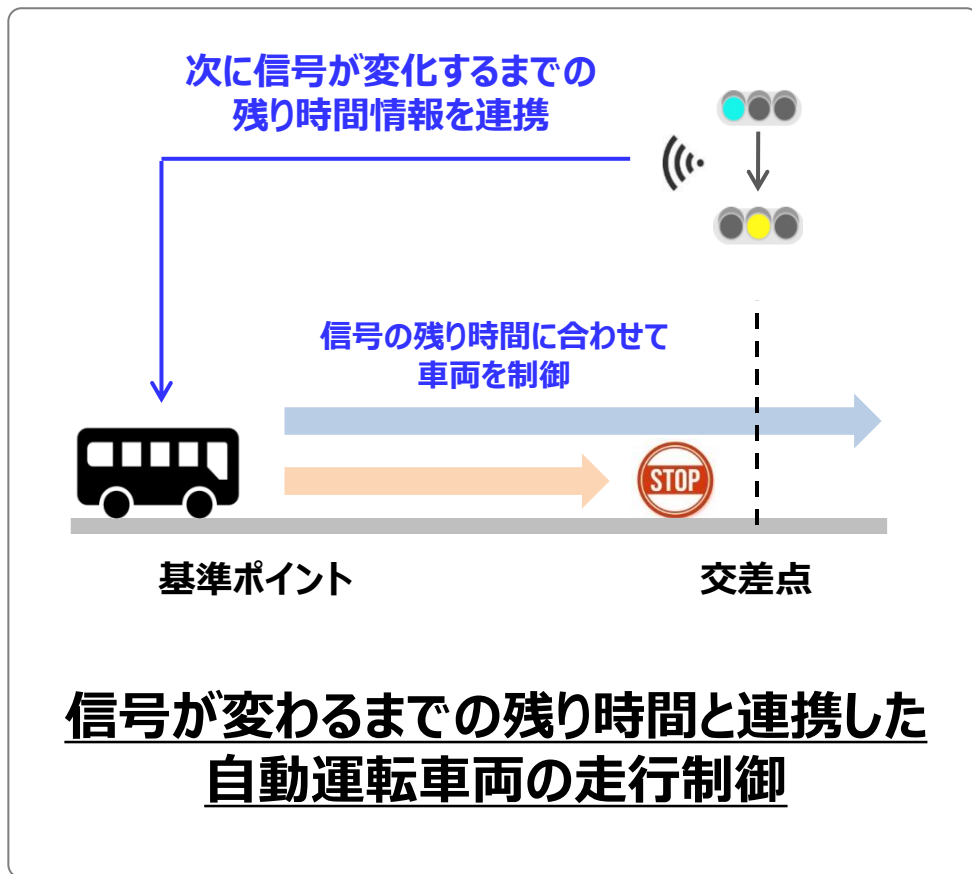 次に信号が変化するまでの
残り時間情報を連携
信号の残り時間に合わせて
車両を制御
STOP
基準ポイント
交差点
信号が変わるまでの残り時間と連携した
自動運転車両の走行制御